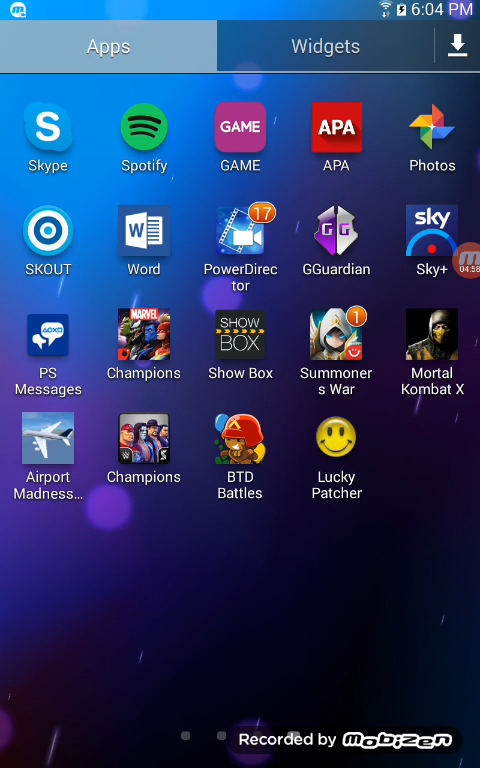 6:04 PM
Apps
Widgets
S
GAME
APA
Skype
Spotify
GAME
APA
Photos
W
17
G G
sky
SKOUT
Word
PowerDirec
tor
GGuardian
Sky+
04:58
AOXO
MARVEL
SHOW
BOX
1
PS
Messages
Champions
Show Box
Summoner
s War
Mortal
Kombat X
Airport
Madness...
Champions
BTD
Battles
Lucky
Patcher
Recorded by mobizen